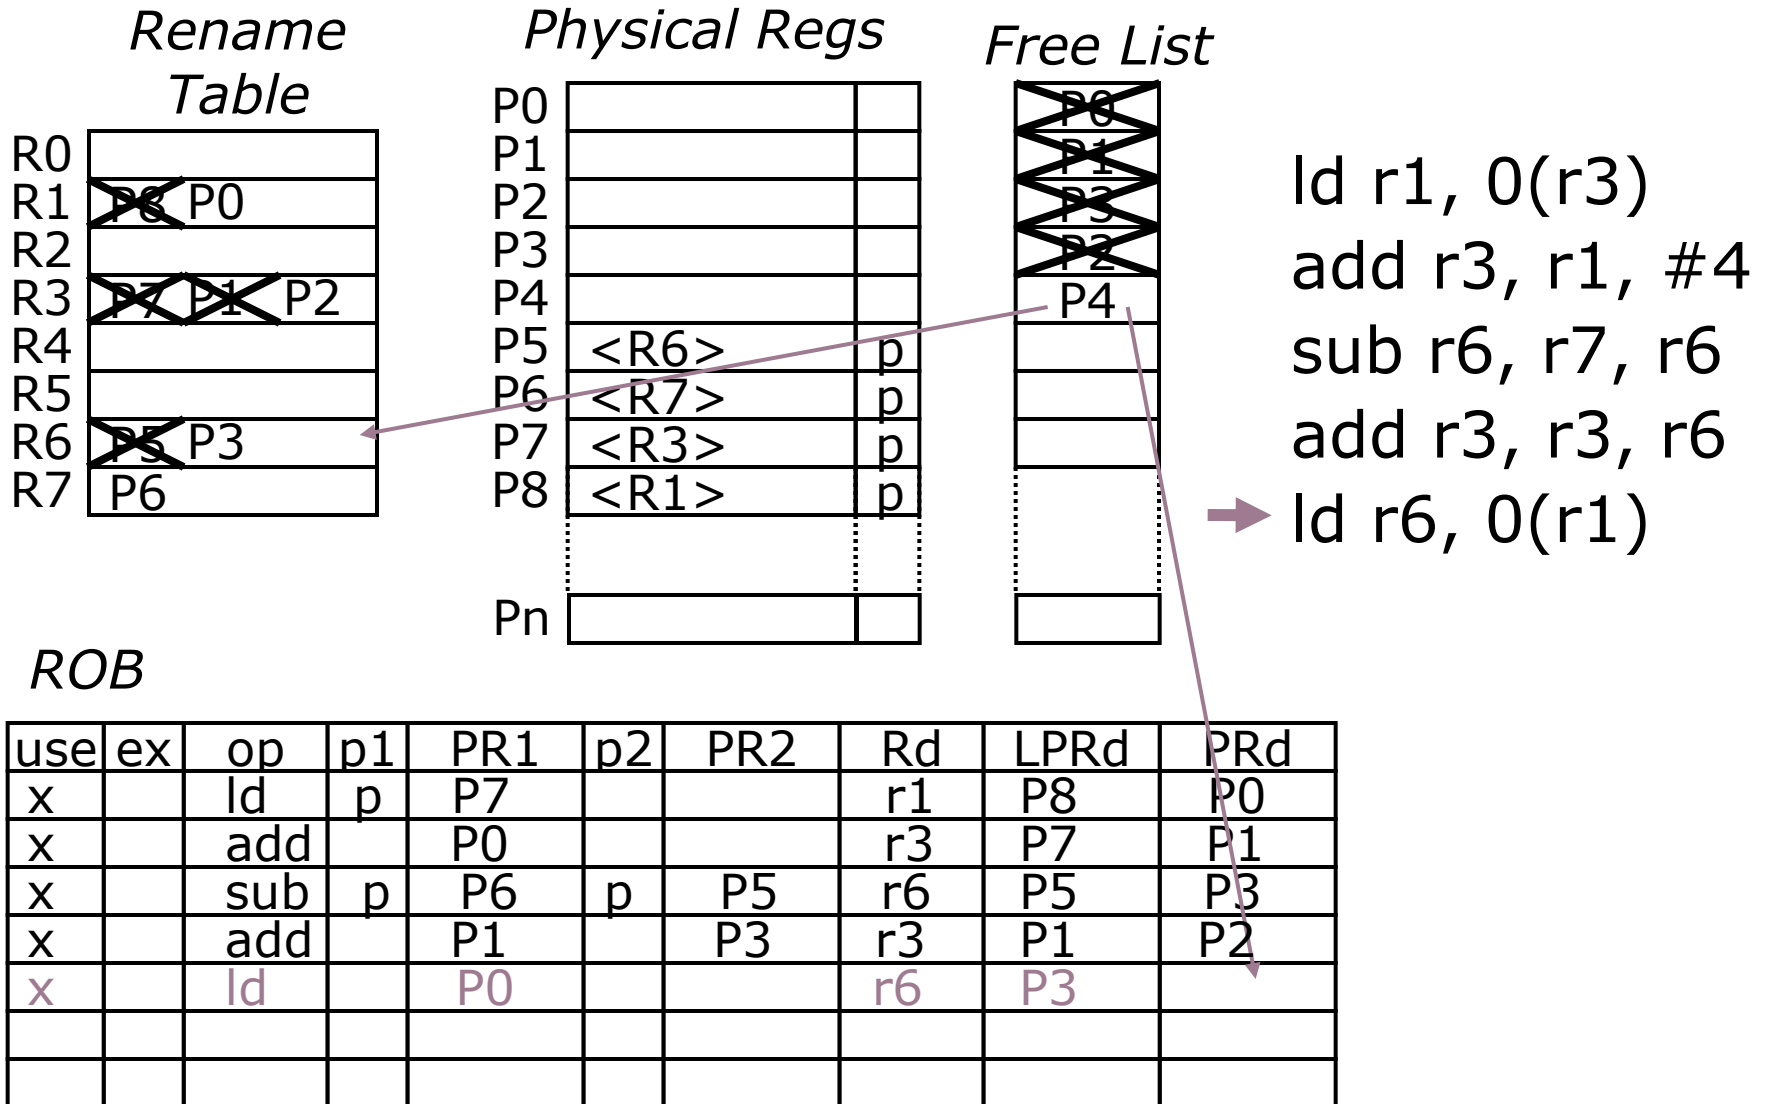 Rename
Table
R0
R1 P8 P0
R2
R3 P7 P1 P2
R4
R5
R6 P5 P3
R7 P6
Physical Regs
P0
P1
P2
P3
P4
P5 <R6> p
P6 <R7> p
P7 <R3> p
P8 <R1> p
Pn
Free List
P0
P1
P3
P2
P4
ld r1, 0(r3)
add r3, r1, #4
sub r6, r7, r6
add r3, r3, r6
ld r6, 0(r1)
ROB
use ex op p1 PR1 p2 PR2 Rd LPRd PRd
x ld p P7 r1 P8 P0
x add P0 r3 P7 P1
x sub p P6 p P5 r6 P5 P3
x add P1 P3 r3 P1 P2
x ld P0 r6 P3